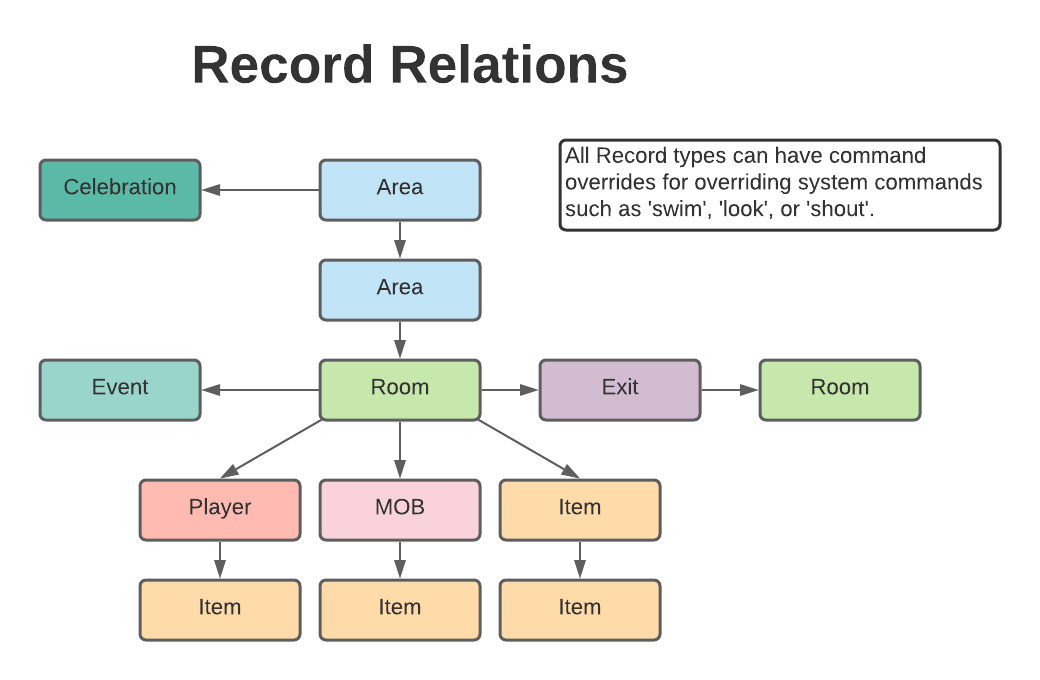 Record Relations
All Record types can have command
overrides for overriding system commands
such as 'swim', 'look', or 'shout'.
Celebration
Area
Area
Event
Room
Exit
Room
Player
MOB
Item
Item
Item
Item